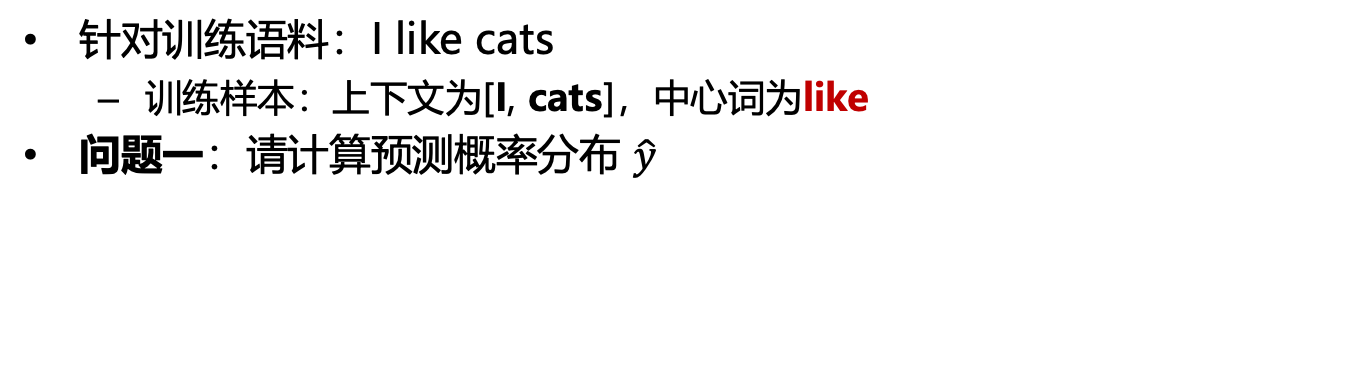 • 针对训练语料：I like cats
– 训练样本：上下文为[I, cats]，中心词为like
• 问题一：请计算预测概率分布 ŷ